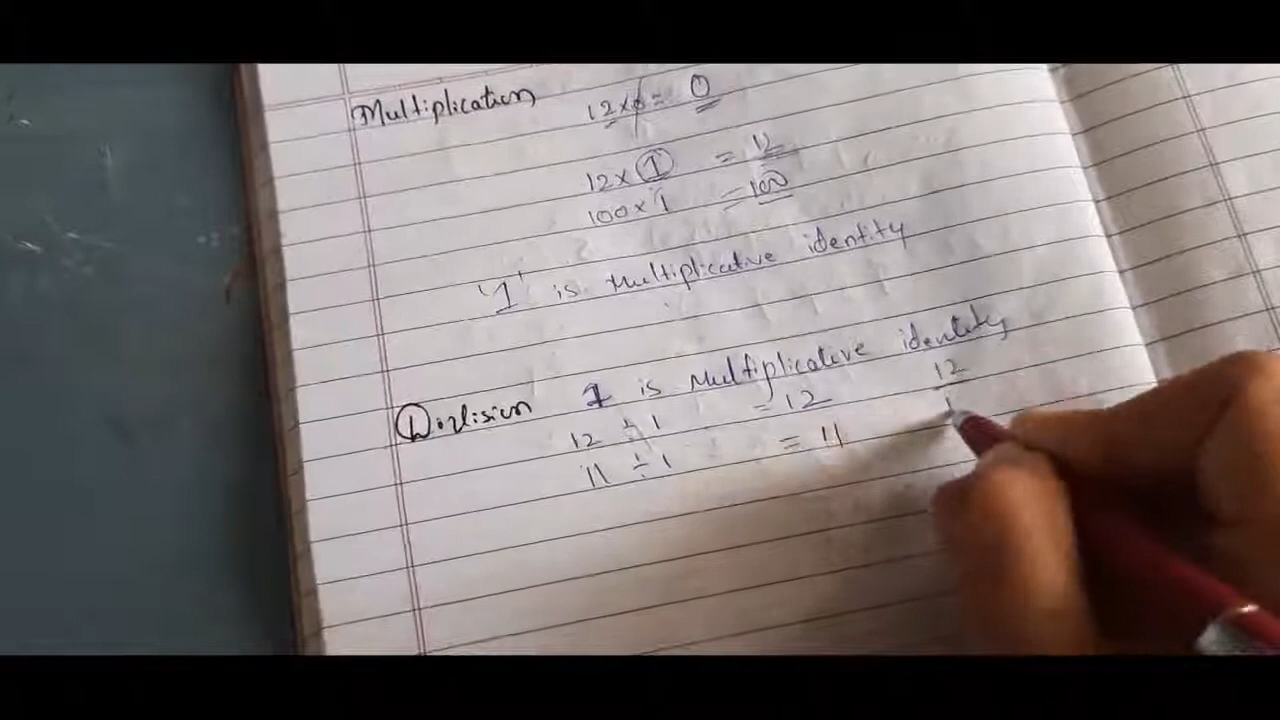 Multiplication 12 × 0 = 0
12 × 1 = 12
100 × 1 = 100
'1' is Multiplicative identity
Division 1 is Multiplicative identity
12 ÷ 1 = 12 12/1
11 ÷ 1 = 11